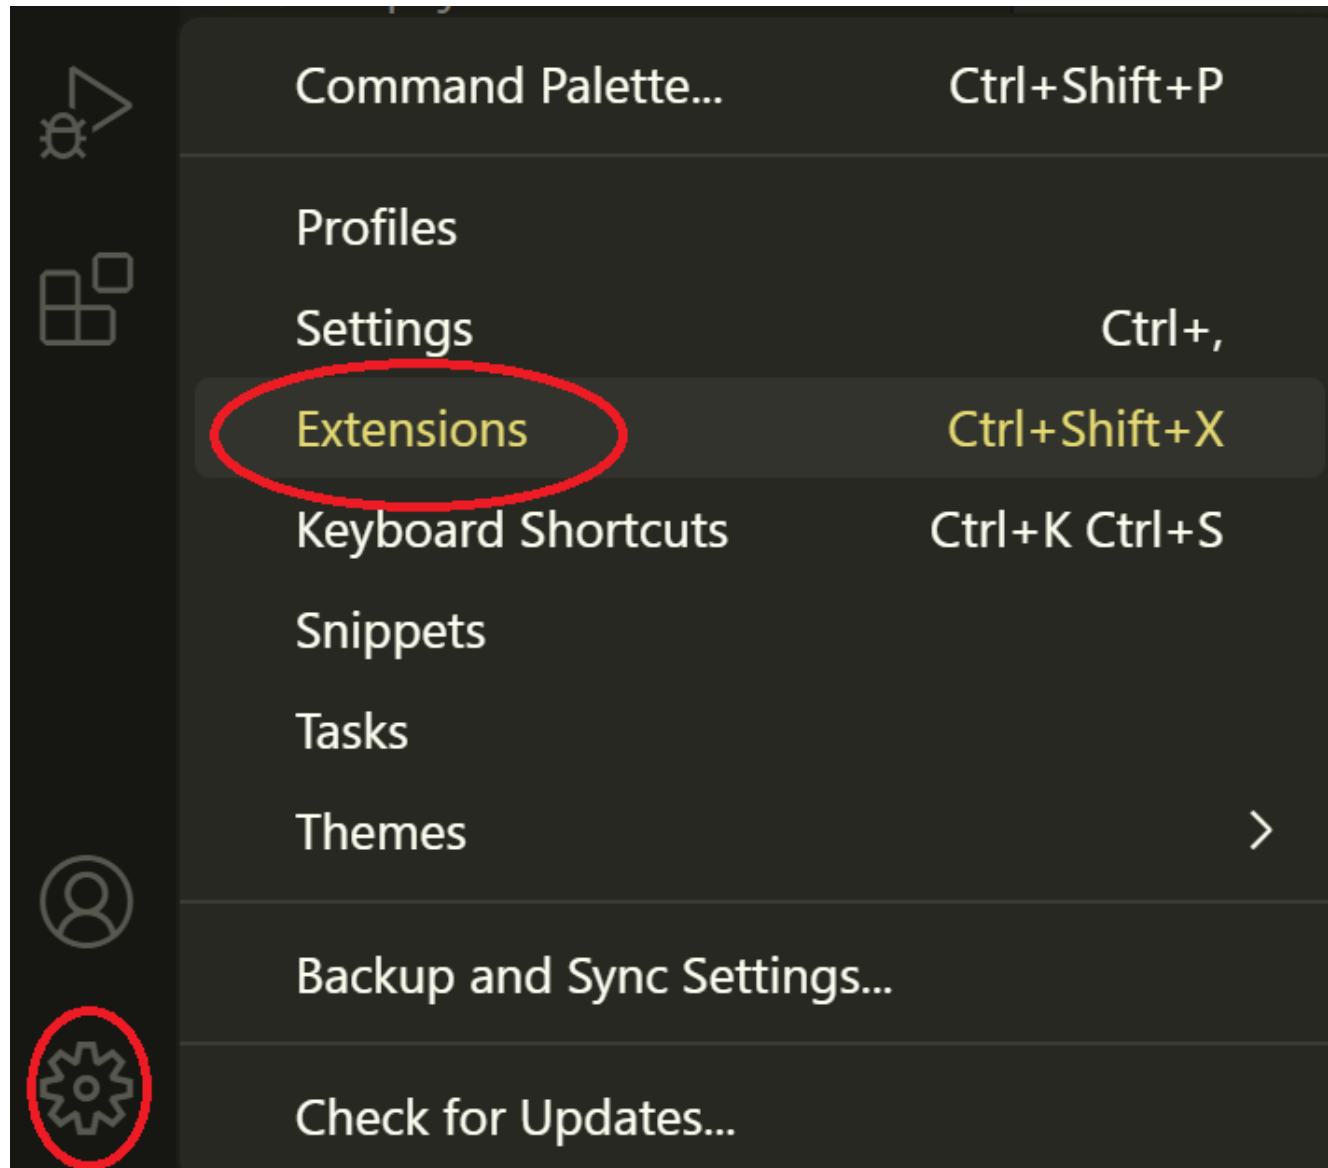 Command Palette... Ctrl+Shift+P
Profiles
Settings Ctrl+,
Extensions Ctrl+Shift+X
Keyboard Shortcuts Ctrl+K Ctrl+S
Snippets
Tasks
Themes
Backup and Sync Settings...
Check for Updates...